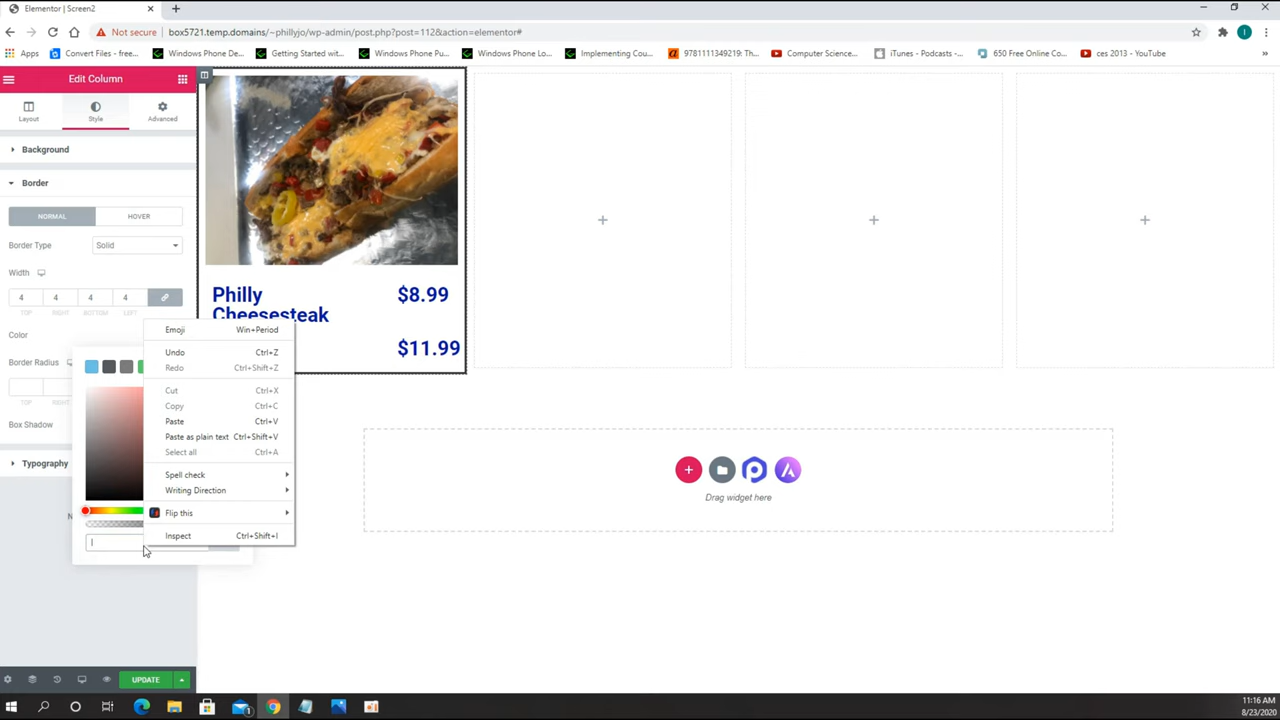 Elementor | Screen2
Not secure
box5721.temp.domains/~phillyjo/wp-admin/post.php?post=112&action=elementor#
I
Apps
Convert Files - free...
Windows Phone De...
Getting Started wit...
Windows Phone Pu...
Windows Phone Lo...
Implementing Cou...
9781111349219: Th...
Computer Science...
iTunes - Podcasts -...
650 Free Online Co...
ces 2013 - YouTube
»
Edit Column
Layout
Style
Advanced
Background
Border
NORMAL
HOVER
Border Type
Solid
Width
4 4 4 4
TOP RIGHT BOTTOM LEFT
Color
Border Radius
TOP
Box Shadow
Typography
N
Philly
Cheesesteak
$8.99
$11.99
Emoji Win+Period
Undo Ctrl+Z
Redo Ctrl+Shift+Z
Cut Ctrl+X
Copy Ctrl+C
Paste Ctrl+V
Paste as plain text Ctrl+Shift+V
Select all Ctrl+A
Spell check
Writing Direction
Flip this
Inspect Ctrl+Shift+I
Drag widget here
UPDATE
1
11:16 AM
8/23/2020